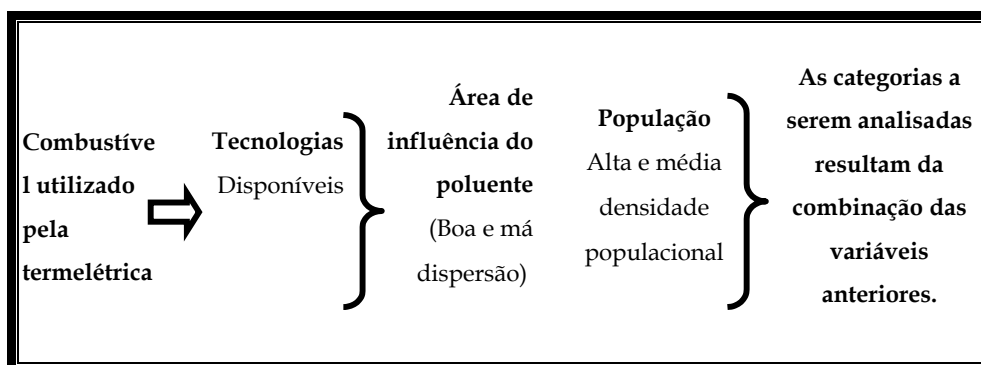 Combustíve
l utilizado
pela
termelétrica
Tecnologias
Disponíveis
Área de
influência do
poluente
(Boa e má
dispersão)
População
Alta e média
densidade
populacional
As categorias a
serem analisadas
resultam da
combinação das
variáveis
anteriores.